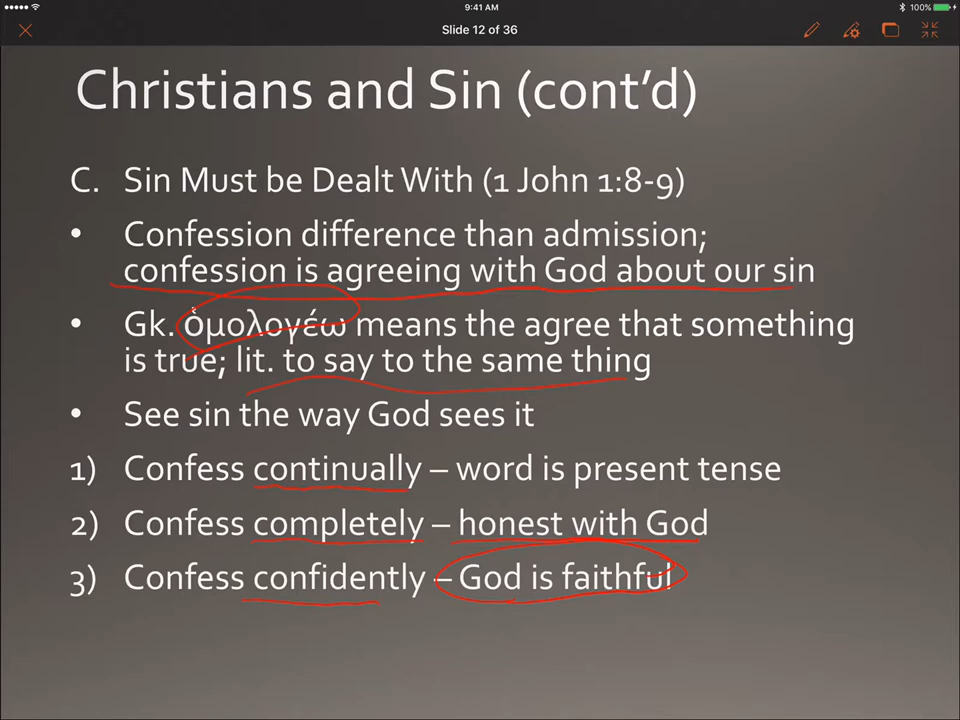 9:41 AM
100%
Slide 12 of 36
Christians and Sin (cont'd)
C. Sin Must be Dealt With (1 John 1:8-9)
• Confession difference than admission;
confession is agreeing with God about our sin
• Gk. ὁμολογέω means the agree that something
is true; lit. to say to the same thing
• See sin the way God sees it
1) Confess continually – word is present tense
2) Confess completely – honest with God
3) Confess confidently – God is faithful